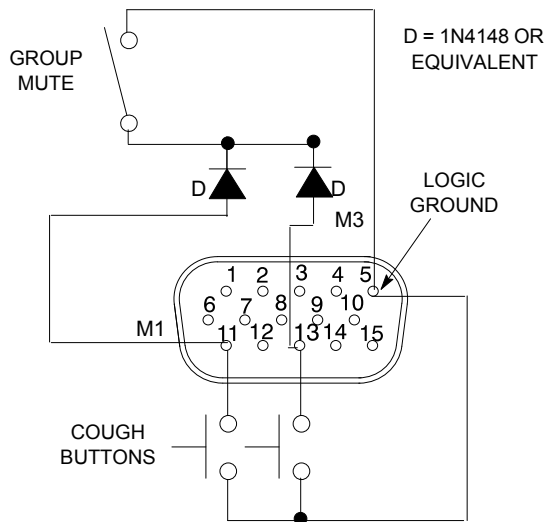 GROUP
MUTE
D = 1N4148 OR
EQUIVALENT
D
D
M3
LOGIC
GROUND
1 2 3 4 5
6 7 8 9 10
M1
11 12 13 14 15
COUGH
BUTTONS